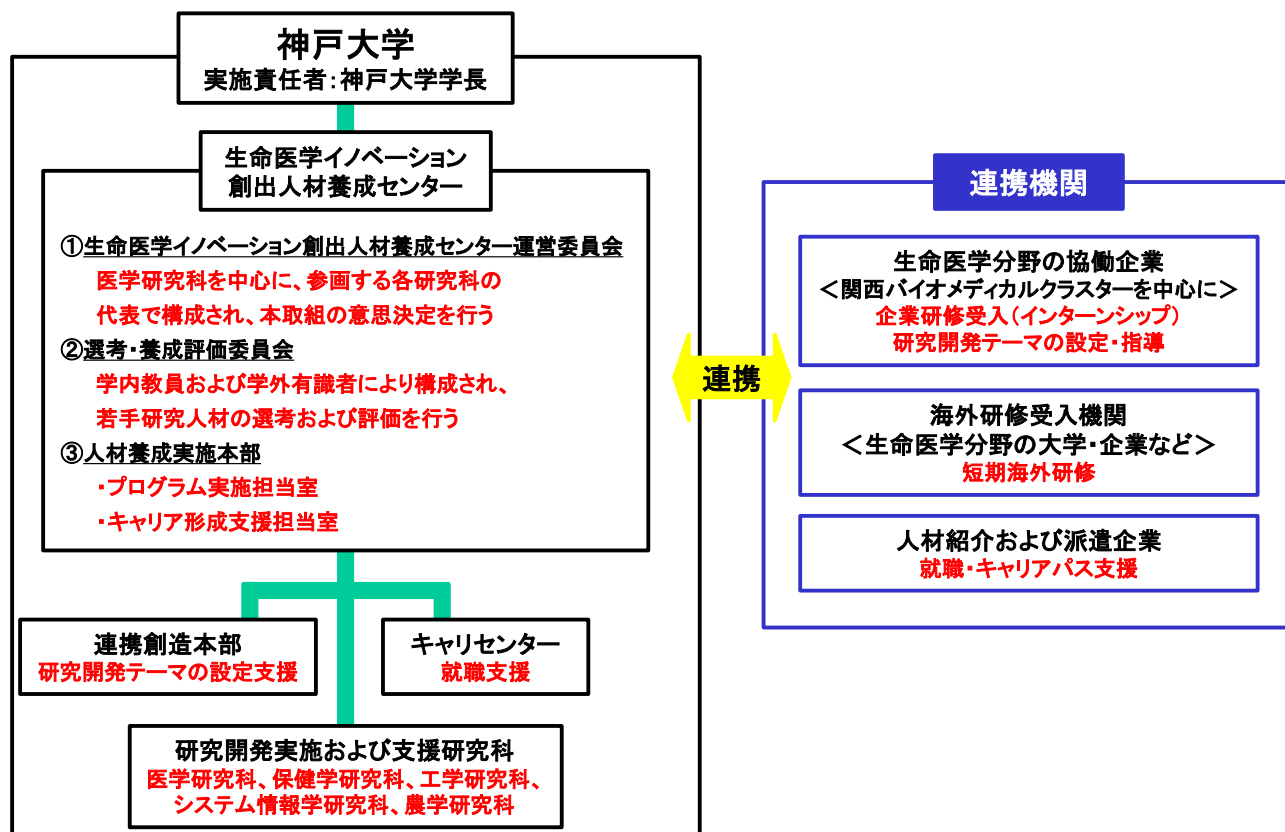 神戸大学
実施責任者:神戸大学学長
生命医学イノベーション
創出人材養成センター
①生命医学イノベーション創出人材養成センター運営委員会
医学研究科を中心に、参画する各研究科の
代表で構成され、本取組の意思決定を行う
②選考・養成評価委員会
学内教員および学外有識者により構成され、
若手研究人材の選考および評価を行う
③人材養成実施本部
・プログラム実施担当室
・キャリア形成支援担当室
連携創造本部
研究開発テーマの設定支援
キャリセンター
就職支援
研究開発実施および支援研究科
医学研究科、保健学研究科、工学研究科、
システム情報学研究科、農学研究科
連携
連携機関
生命医学分野の協働企業
<関西バイオメディカルクラスターを中心に>
企業研修受入(インターンシップ)
研究開発テーマの設定・指導
海外研修受入機関
<生命医学分野の大学・企業など>
短期海外研修
人材紹介および派遣企業
就職・キャリアパス支援